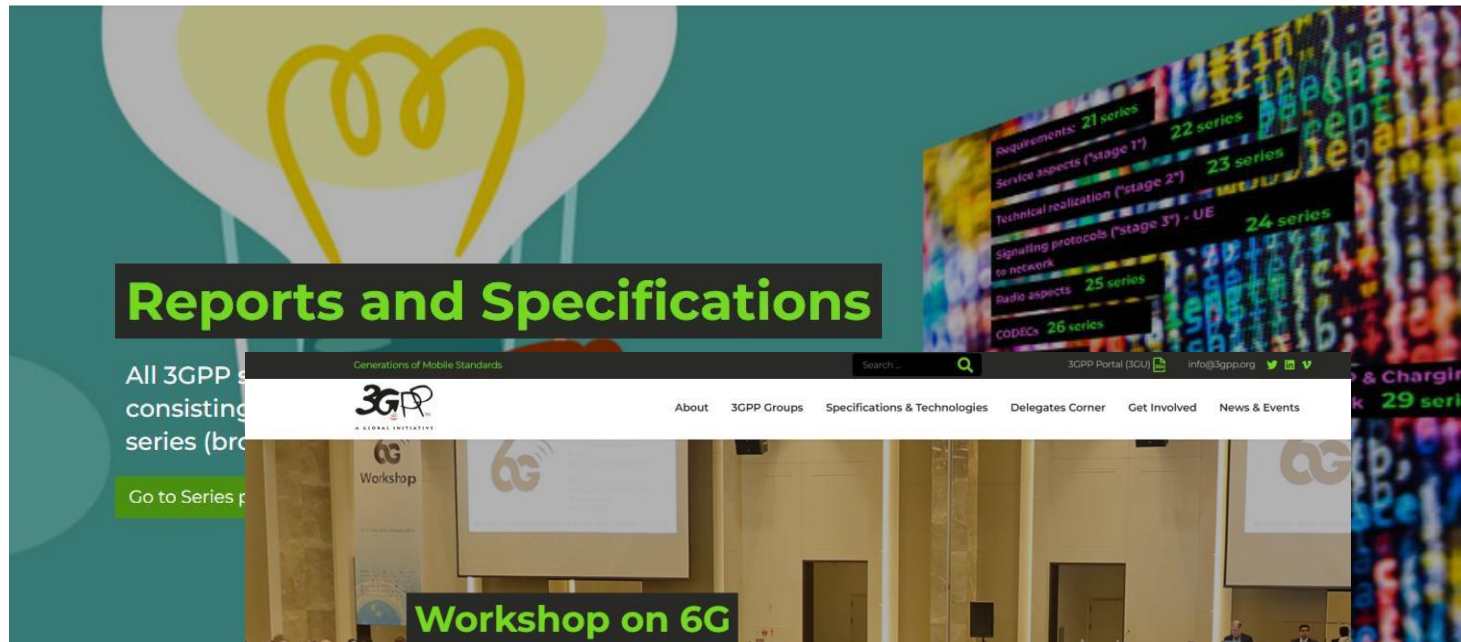 Requirements: 21 series
Service aspects ("stage 1") 22 series
Technical realization ("stage 2") 23 series
Signalling protocols ("stage 3") - UE
to network 24 series
Radio aspects 25 series
CODECs 26 series
Reports and Specifications
All 3GPP s
consisting
series (bro
Go to Series p
& Chargin
29 seri
Generations of Mobile Standards
Search ...
3GPP Portal (3GU)
info@3gpp.org
3GPP
A GLOBAL INITIATIVE
About 3GPP Groups Specifications & Technologies Delegates Corner Get Involved News & Events
6G
Workshop
6G
6G
Workshop on 6G